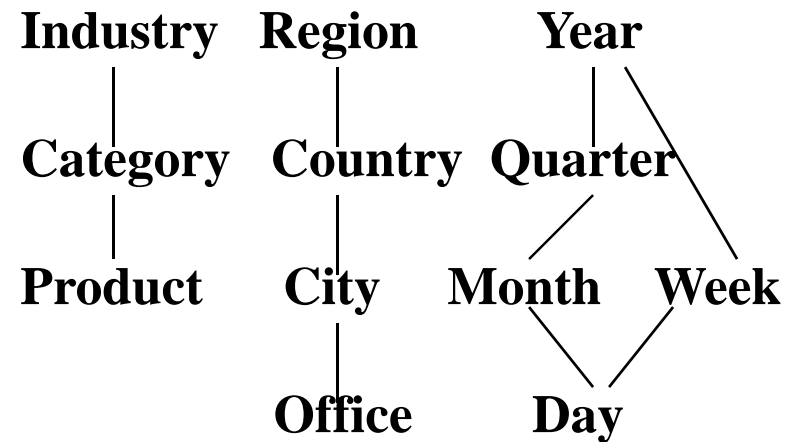 Industry Region Year
Category Country Quarter
Product City Month Week
Office Day